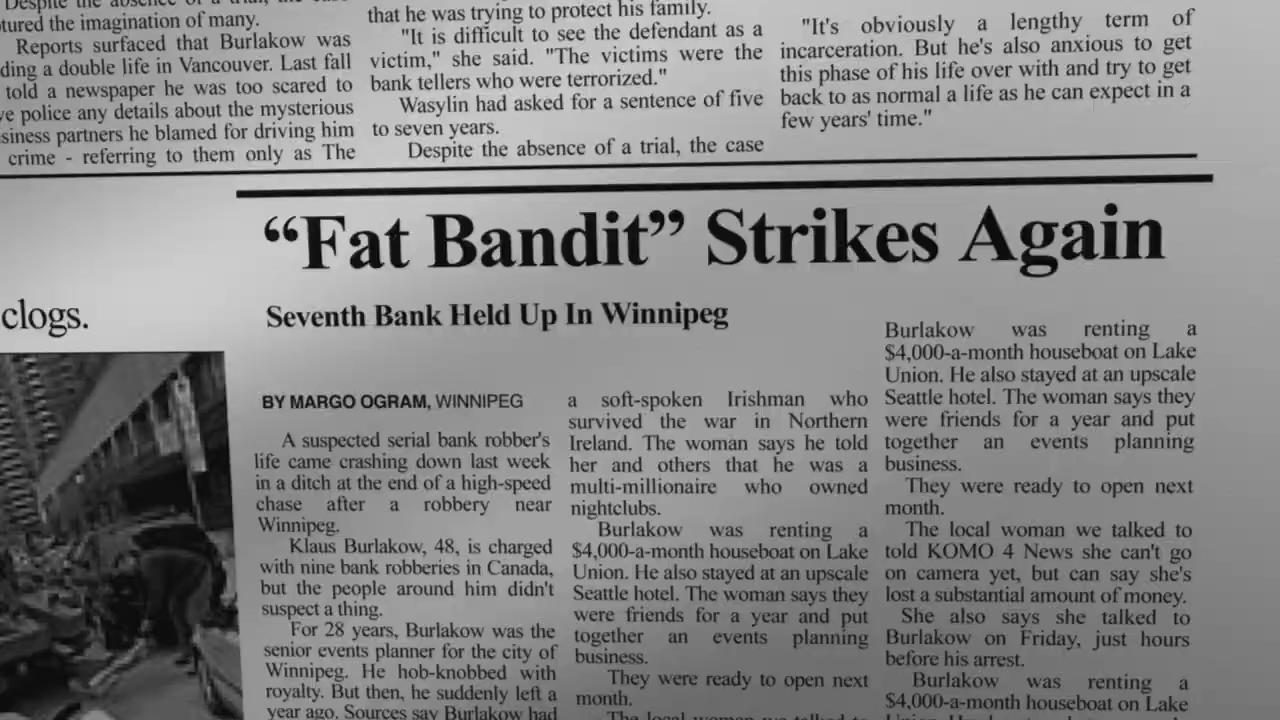 Despite the absence of a trial, the case
tured the imagination of many.
Reports surfaced that Burlakow was
ding a double life in Vancouver. Last fall
told a newspaper he was too scared to
ve police any details about the mysterious
siness partners he blamed for driving him
crime - referring to them only as The
that he was trying to protect his family.
"It is difficult to see the defendant as a
victim," she said. "The victims were the
bank tellers who were terrorized."
Wasylin had asked for a sentence of five
to seven years.
Despite the absence of a trial, the case
"It's obviously a lengthy term of
incarceration. But he's also anxious to get
this phase of his life over with and try to get
back to as normal a life as he can expect in a
few years' time."
clogs.
“Fat Bandit” Strikes Again
Seventh Bank Held Up In Winnipeg
BY MARGO OGRAM, WINNIPEG
A suspected serial bank robber's
life came crashing down last week
in a ditch at the end of a high-speed
chase after a robbery near
Winnipeg.
Klaus Burlakow, 48, is charged
with nine bank robberies in Canada,
but the people around him didn't
suspect a thing.
For 28 years, Burlakow was the
senior events planner for the city of
Winnipeg. He hob-knobbed with
royalty. But then, he suddenly left a
year ago. Sources say Burlakow had
a soft-spoken Irishman who
survived the war in Northern
Ireland. The woman says he told
her and others that he was a
multi-millionaire who owned
nightclubs.
Burlakow was renting a
$4,000-a-month houseboat on Lake
Union. He also stayed at an upscale
Seattle hotel. The woman says they
were friends for a year and put
together an events planning
business.
They were ready to open next
month.
The local woman we talked to
Burlakow was renting a
$4,000-a-month houseboat on Lake
Union. He also stayed at an upscale
Seattle hotel. The woman says they
were friends for a year and put
together an events planning
business.
They were ready to open next
month.
The local woman we talked to
told KOMO 4 News she can't go
on camera yet, but can say she's
lost a substantial amount of money.
She also says she talked to
Burlakow on Friday, just hours
before his arrest.
Burlakow was renting a
$4,000-a-month houseboat on Lake